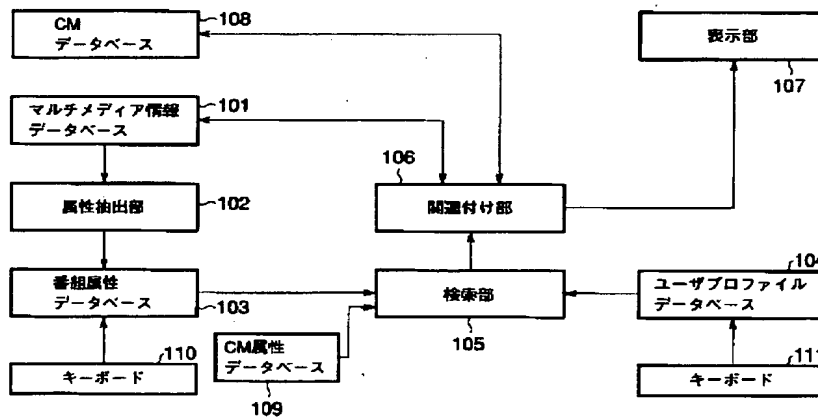 CM
データベース
108
表示部
107
マルチメディア情報
データベース
101
106
属性抽出部
102
関連付け部
番組属性
データベース
103
検索部
105
104
ユーザプロファイル
データベース
110
キーボード
CM属性
データベース
109
111
キーボード